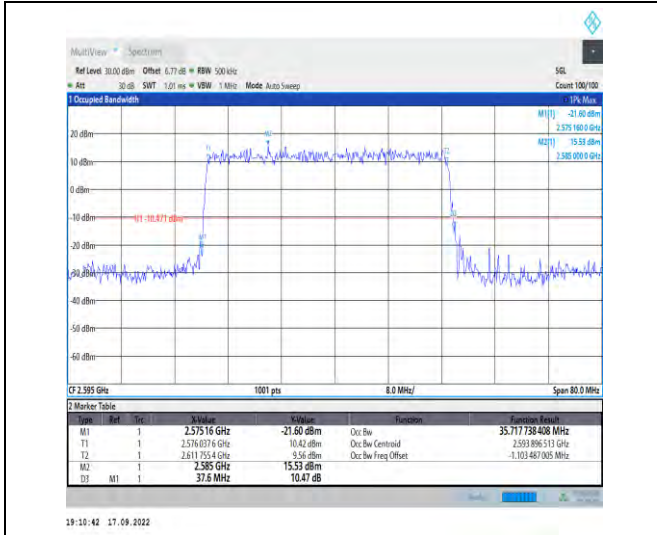 MultiView Spectrum
Ref Level 30.00 dBm Offset 6.77 dB RBW 500 kHz SGL
Att 30 dB SWT 1.01 ms VBW 1 MHz Mode Auto Sweep Count 100/100
1 Occupied Bandwidth 1Pk Max
M1[1] -21.60 dBm
2.575 160 0 GHz
M2[1] 15.53 dBm
2.585 000 0 GHz
20 dBm
10 dBm
0 dBm
-10 dBm
-20 dBm
-30 dBm
-40 dBm
-50 dBm
-60 dBm
CF 2.595 GHz 1001 pts 8.0 MHz/ Span 80.0 MHz
2 Marker Table
Type Ref Trc X-Value Y-Value Function Function Result
M1 1 2.57516 GHz -21.60 dBm Occ Bw 35.717 738 408 MHz
T1 1 2.576 037 6 GHz 10.42 dBm Occ Bw Centroid 2.593 896 513 GHz
T2 1 2.611 755 4 GHz 9.56 dBm Occ Bw Freq Offset -1.103 487 005 MHz
M2 1 2.585 GHz 15.53 dBm
D3 M1 1 37.6 MHz 10.47 dB
19:10:42 17.09.2022